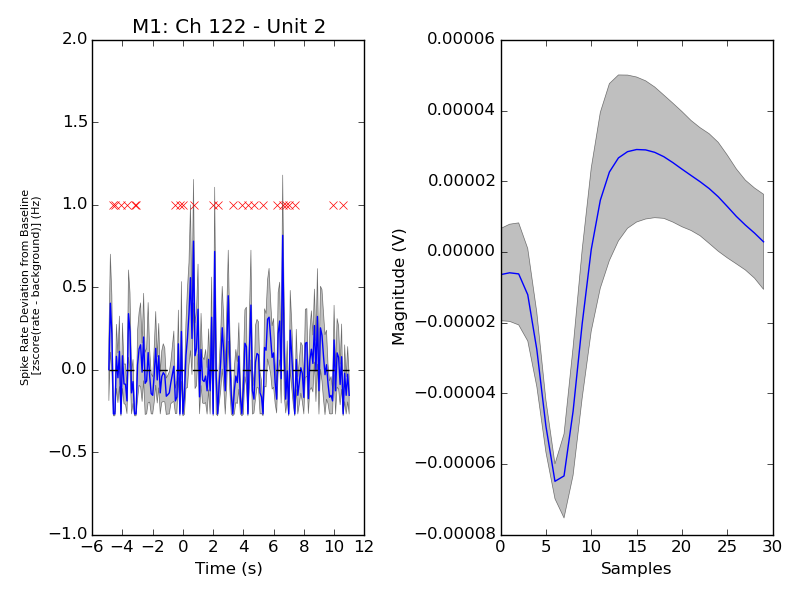 M1: Ch 122 - Unit 2
2.0
1.5
1.0
0.5
0.0
−0.5
−1.0
−6 −4 −2 0 2 4 6 8 10 12
Time (s)
Spike Rate Deviation from Baseline
[zscore(rate - background)] (Hz)
0.00006
0.00004
0.00002
0.00000
−0.00002
−0.00004
−0.00006
−0.00008
0 5 10 15 20 25 30
Samples
Magnitude (V)